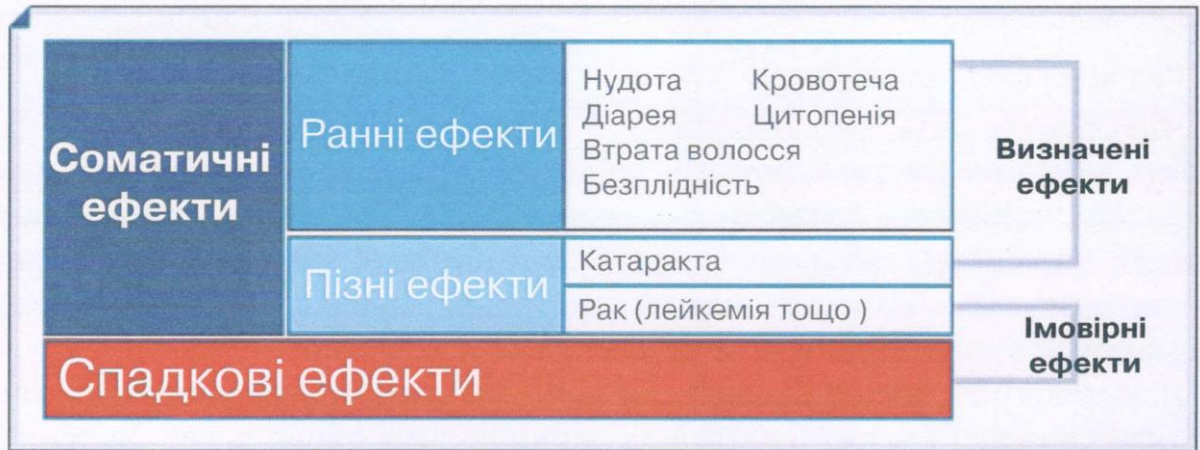 Соматичні
ефекти
Ранні ефекти
Нудота Кровотеча
Діарея Цитопенія
Втрата волосся
Безплідність
Визначені
ефекти
Пізні ефекти
Катаракта
Рак (лейкемія тощо )
Імовірні
ефекти
Спадкові ефекти